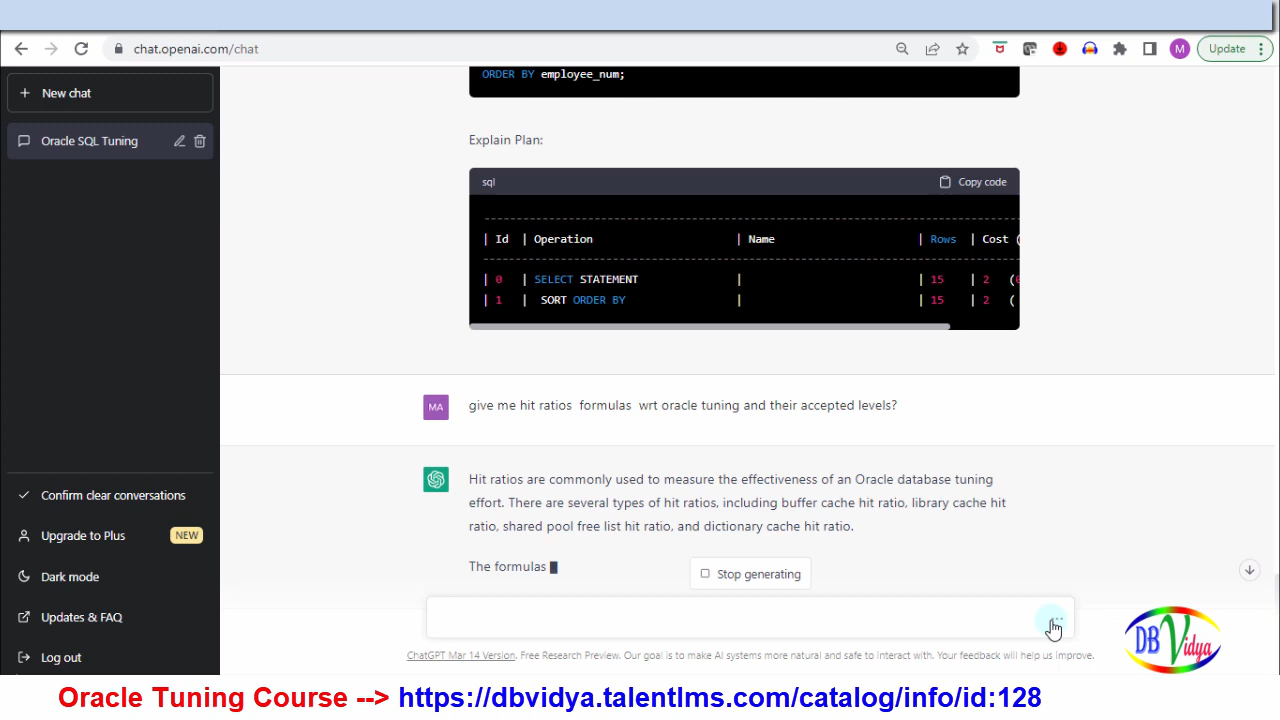 chat.openai.com/chat
M
Update
+ New chat
Oracle SQL Tuning
ORDER BY employee_num;
Explain Plan:
sql
Copy code
| Id | Operation | Name | Rows | Cost (
| 0 | SELECT STATEMENT | | 15 | 2 (0
| 1 | SORT ORDER BY | | 15 | 2 (
MA
give me hit ratios formulas wrt oracle tuning and their accepted levels?
Hit ratios are commonly used to measure the effectiveness of an Oracle database tuning
effort. There are several types of hit ratios, including buffer cache hit ratio, library cache hit
ratio, shared pool free list hit ratio, and dictionary cache hit ratio.
The formulas
Stop generating
Confirm clear conversations
Upgrade to Plus NEW
Dark mode
Updates & FAQ
Log out
ChatGPT Mar 14 Version. Free Research Preview. Our goal is to make AI systems more natural and safe to interact with. Your feedback will help us improve.
DB Vidya
Oracle Tuning Course --> https://dbvidya.talentlms.com/catalog/info/id:128